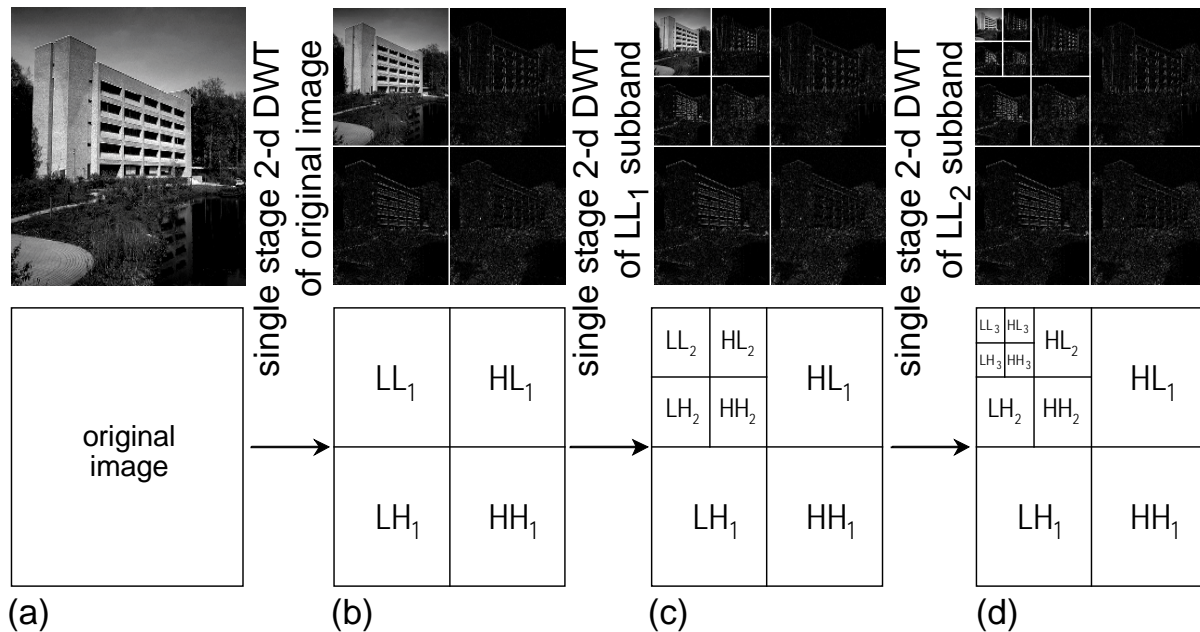 single stage 2-d DWT
of original image
single stage 2-d DWT
of LL₁ subband
single stage 2-d DWT
of LL₂ subband
original
image
LL₁ HL₁
LH₁ HH₁
LL₂ HL₂
LH₂ HH₂
HL₁
LH₁ HH₁
LL₃ HL₃
LH₃ HH₃
HL₂
LH₂ HH₂
HL₁
LH₁ HH₁
(a) (b) (c) (d)